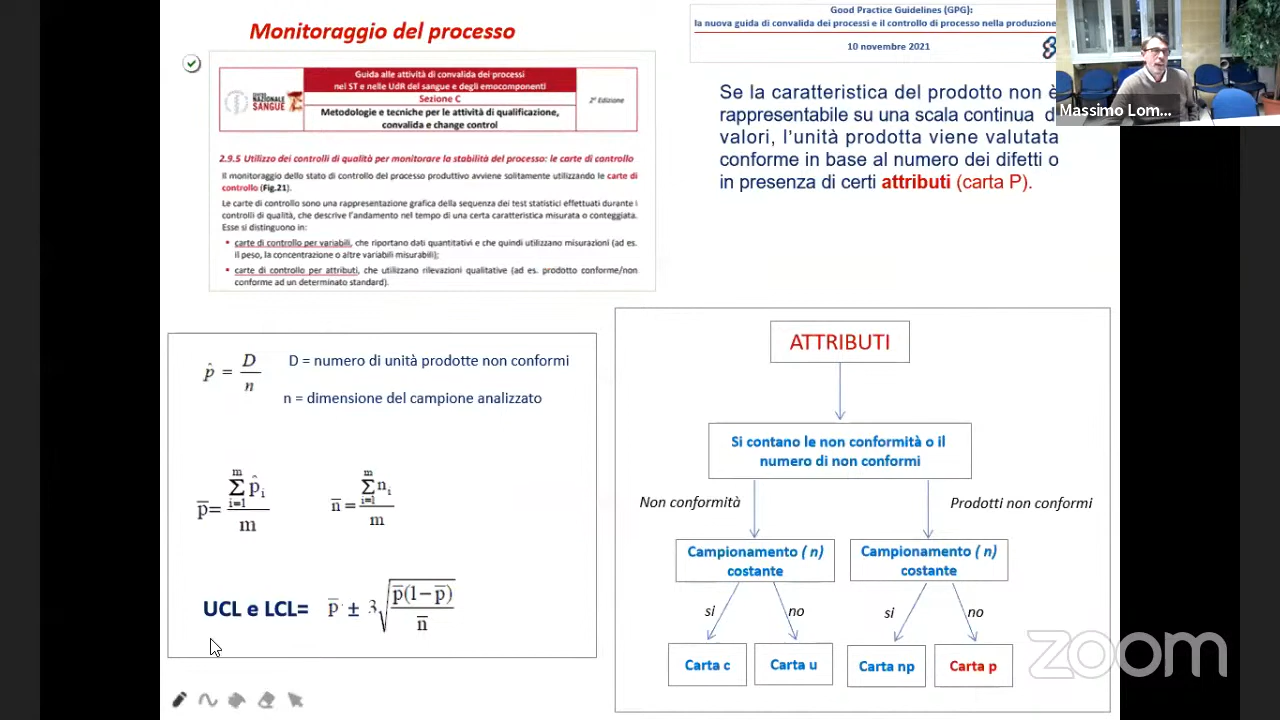 Monitoraggio del processo
Good Practice Guidelines (GPG):
la nuova guida di convalida dei processi e il controllo di processo nella produzione
10 novembre 2021
Massimo Lom...
Guida alle attività di convalida dei processi
nei ST e nelle UdR del sangue e degli emocomponenti
Sezione C
Metodologie e tecniche per le attività di qualificazione,
convalida e change control
2ª Edizione
NAZIONALE
SANGUE
2.9.5 Utilizzo dei controlli di qualità per monitorare la stabilità del processo: le carte di controllo
Il monitoraggio dello stato di controllo del processo produttivo avviene solitamente utilizzando le carte di
controllo (Fig.21).
Le carte di controllo sono una rappresentazione grafica della sequenza dei test statistici effettuati durante i
controlli di qualità, che descrive l'andamento nel tempo di una certa caratteristica misurata o conteggiata.
Esse si distinguono in:
• carte di controllo per variabili, che riportano dati quantitativi e che quindi utilizzano misurazioni (ad es.
il peso, la concentrazione o altre variabili misurabili);
• carte di controllo per attributi, che utilizzano rilevazioni qualitative (ad es. prodotto conforme/non
conforme ad un determinato standard).
Se la caratteristica del prodotto non è
rappresentabile su una scala continua d
valori, l'unità prodotta viene valutata
conforme in base al numero dei difetti o
in presenza di certi attributi (carta P).
p̂ = D/n
D = numero di unità prodotte non conformi
n = dimensione del campione analizzato
p̅= Σ i=1 m p̂i / m
n̅ = Σ i=1 m ni / m
UCL e LCL= p̅ ± 3√(p̅(1−p̅)/n̅)
ATTRIBUTI
Si contano le non conformità o il
numero di non conformi
Non conformità
Prodotti non conformi
Campionamento ( n)
costante
Campionamento ( n)
costante
si
no
si
no
Carta c
Carta u
Carta np
Carta p
zoom